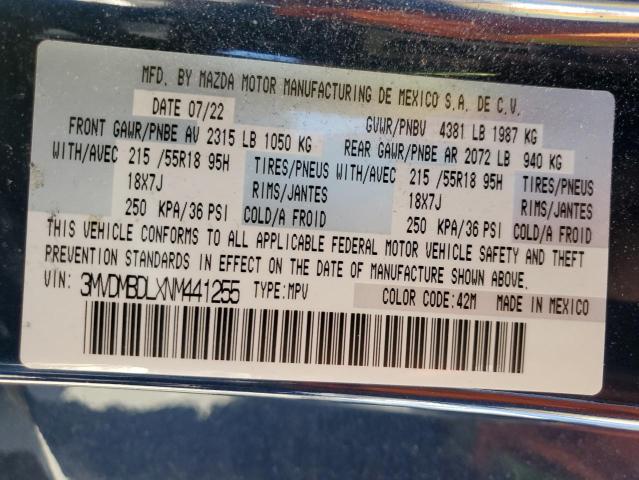 MFD. BY MAZDA MOTOR MANUFACTURING DE MEXICO S.A. DE C.V.
DATE 07/22 GVWR/PNBV 4381 LB 1987 KG
FRONT GAWR/PNBE AV 2315 LB 1050 KG REAR GAWR/PNBE AR 2072 LB 940 KG
WITH/AVEC 215 /55R18 95H TIRES/PNEUS WITH/AVEC 215 /55R18 95H TIRES/PNEUS
18X7J RIMS/JANTES 18X7J RIMS/JANTES
250 KPA/36 PSI COLD/A FROID 250 KPA/36 PSI COLD/A FROID
THIS VEHICLE CONFORMS TO ALL APPLICABLE FEDERAL MOTOR VEHICLE SAFETY AND THEFT
PREVENTION STANDARDS IN EFFECT ON THE DATE OF MANUFACTURE SHOWN ABOVE.
VIN: 3MVDMBDLXNM441255 TYPE:MPV COLOR CODE:42M MADE IN MEXICO